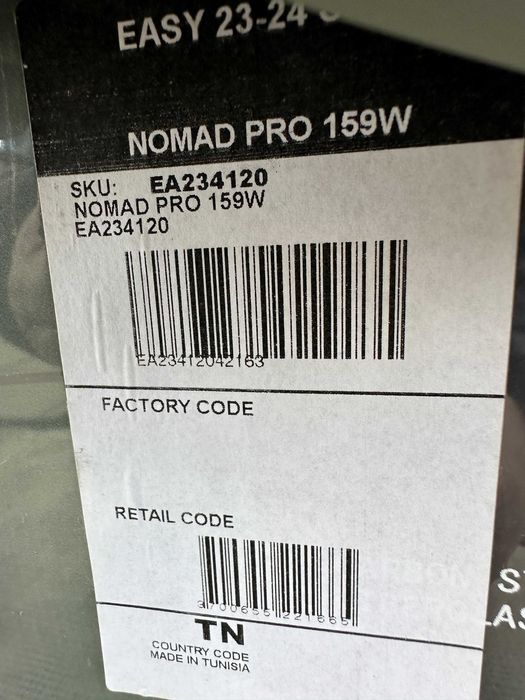 EASY 23-24
NOMAD PRO 159W
SKU: EA234120
NOMAD PRO 159W
EA234120
EA23412042163
FACTORY CODE
RETAIL CODE
3700655221665
TN
COUNTRY CODE
MADE IN TUNISIA